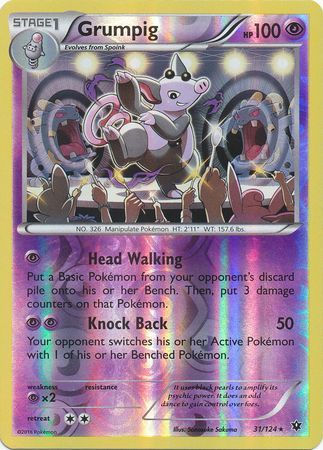 STAGE1
Grumpig
HP100
Evolves from Spoink
NO. 326 Manipulate Pokémon HT: 2'11" WT: 157.6 lbs.
Head Walking
Put a Basic Pokémon from your opponent's discard
pile onto his or her Bench. Then, put 3 damage
counters on that Pokémon.
Knock Back 50
Your opponent switches his or her Active Pokémon
with 1 of his or her Benched Pokémon.
weakness resistance
×2
retreat
It uses black pearls to amplify its
psychic power. It does an odd
dance to gain control over foes.
©2016 Pokémon
Illus. Sanosuke Sakuma
31/124★